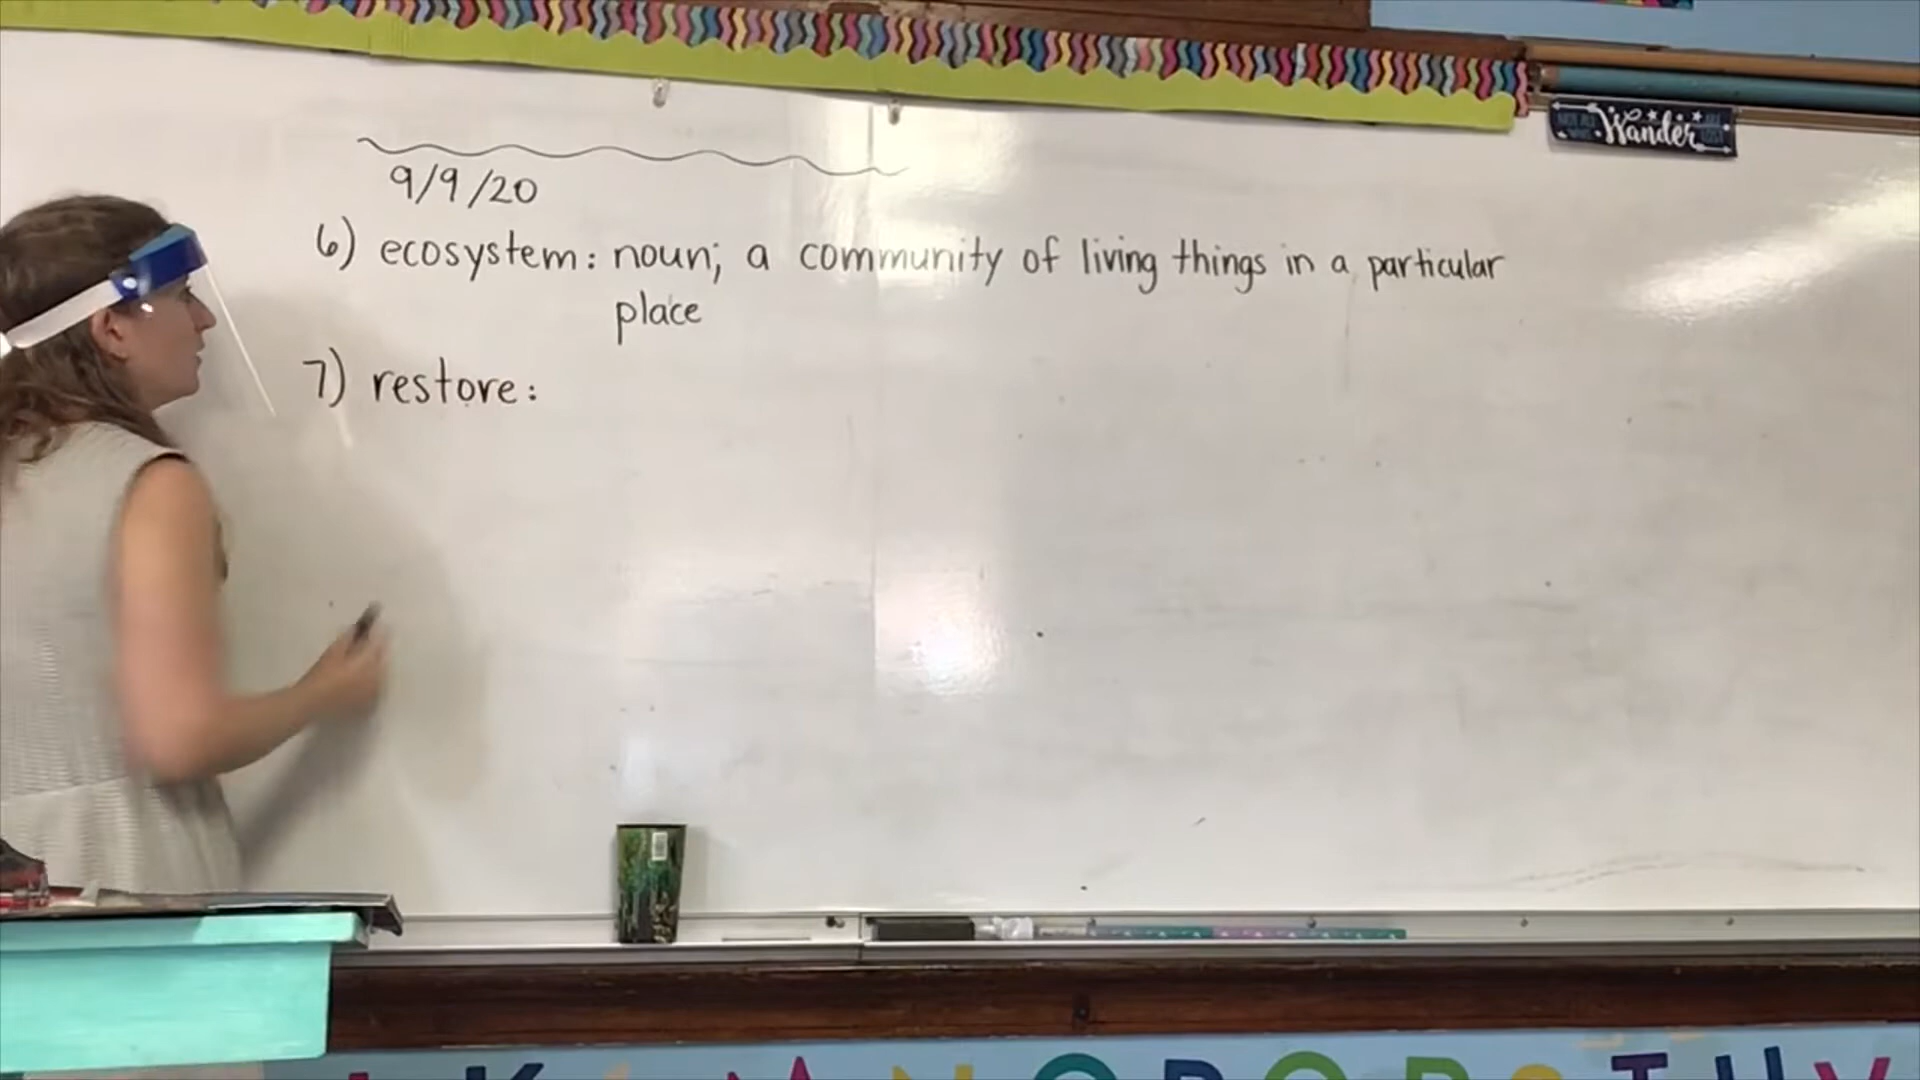 Wander
9/9/20
6) ecosystem: noun; a community of living things in a particular
place
7) restore: